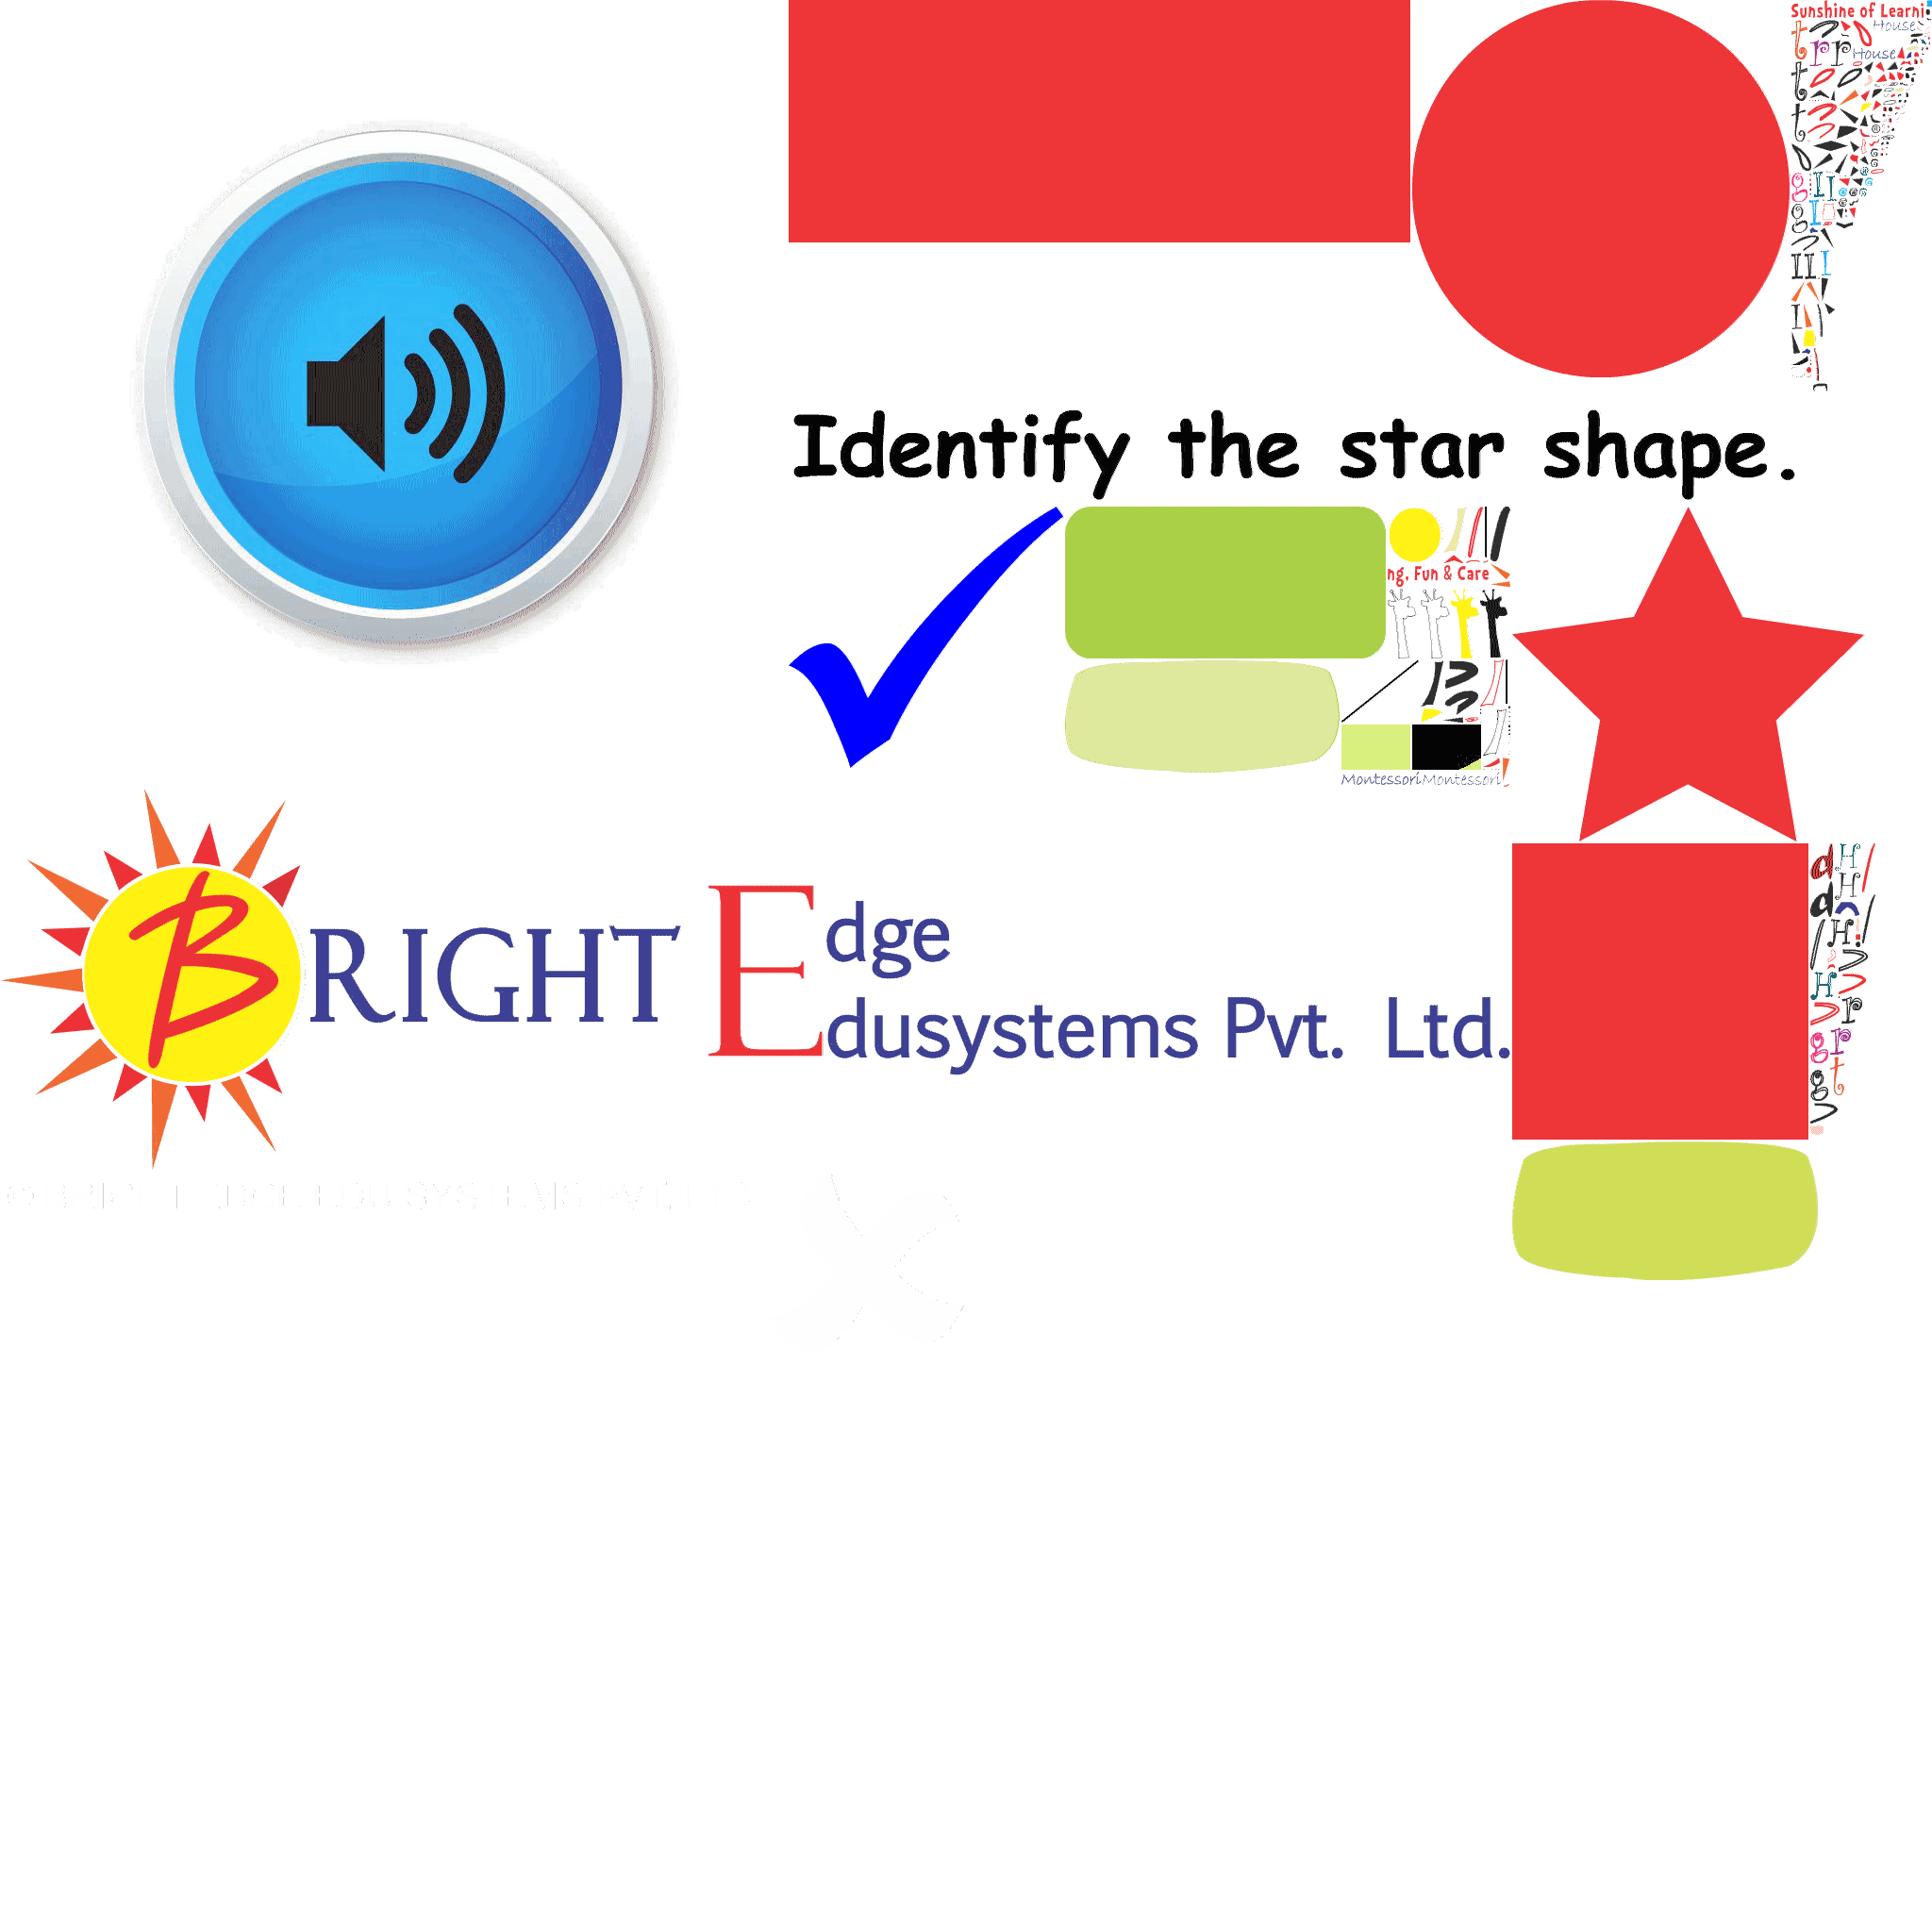 Sunshine of Learni
House
House
Identify the star shape.
ng, Fun & Care
Montessori Montessori
BRIGHT Edge
Edusystems Pvt. Ltd.